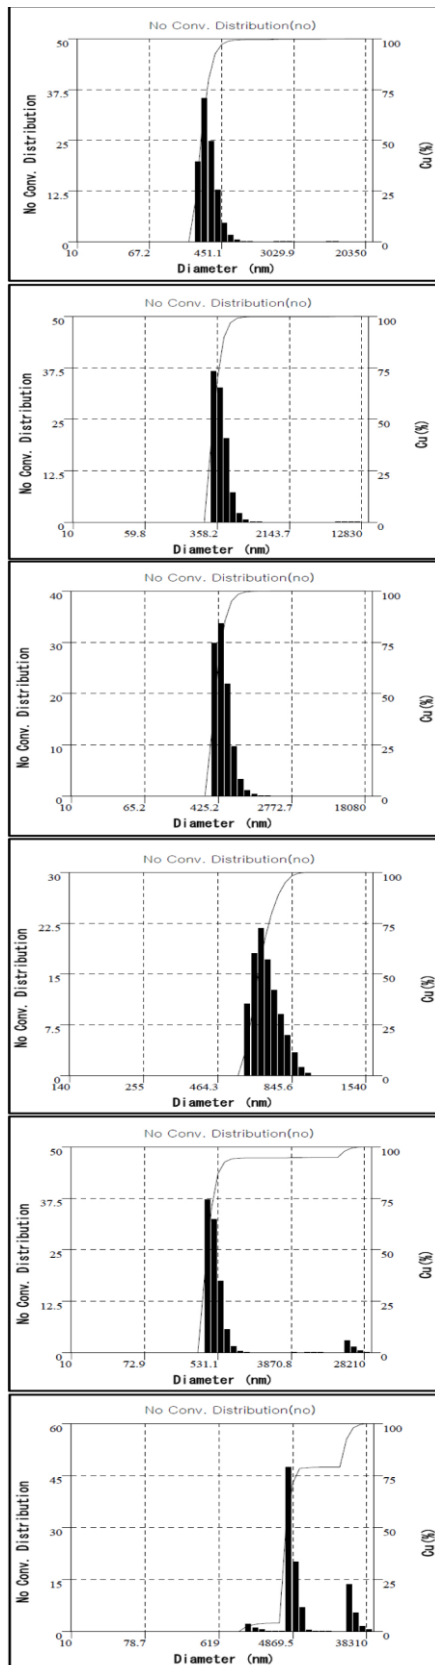 No Conv. Distribution(no)
50 100
37.5 75
25 50
12.5 25
0 0
No Conv. Distribution
Cu(%)
10 67.2 451.1 3029.9 20350
Diameter (nm)
No Conv. Distribution(no)
50 100
37.5 75
25 50
12.5 25
0 0
No Conv. Distribution
Cu(%)
10 59.8 358.2 2143.7 12830
Diameter (nm)
No Conv. Distribution(no)
40 100
30 75
20 50
10 25
0 0
No Conv. Distribution
Cu(%)
10 65.2 425.2 2772.7 18080
Diameter (nm)
No Conv. Distribution(no)
30 100
22.5 75
15 50
7.5 25
0 0
No Conv. Distribution
Cu(%)
140 255 464.3 845.6 1540
Diameter (nm)
No Conv. Distribution(no)
50 100
37.5 75
25 50
12.5 25
0 0
No Conv. Distribution
Cu(%)
10 72.9 531.1 3870.8 28210
Diameter (nm)
No Conv. Distribution(no)
60 100
45 75
30 50
15 25
0 0
No Conv. Distribution
Cu(%)
10 78.7 619 4869.5 38310
Diameter (nm)